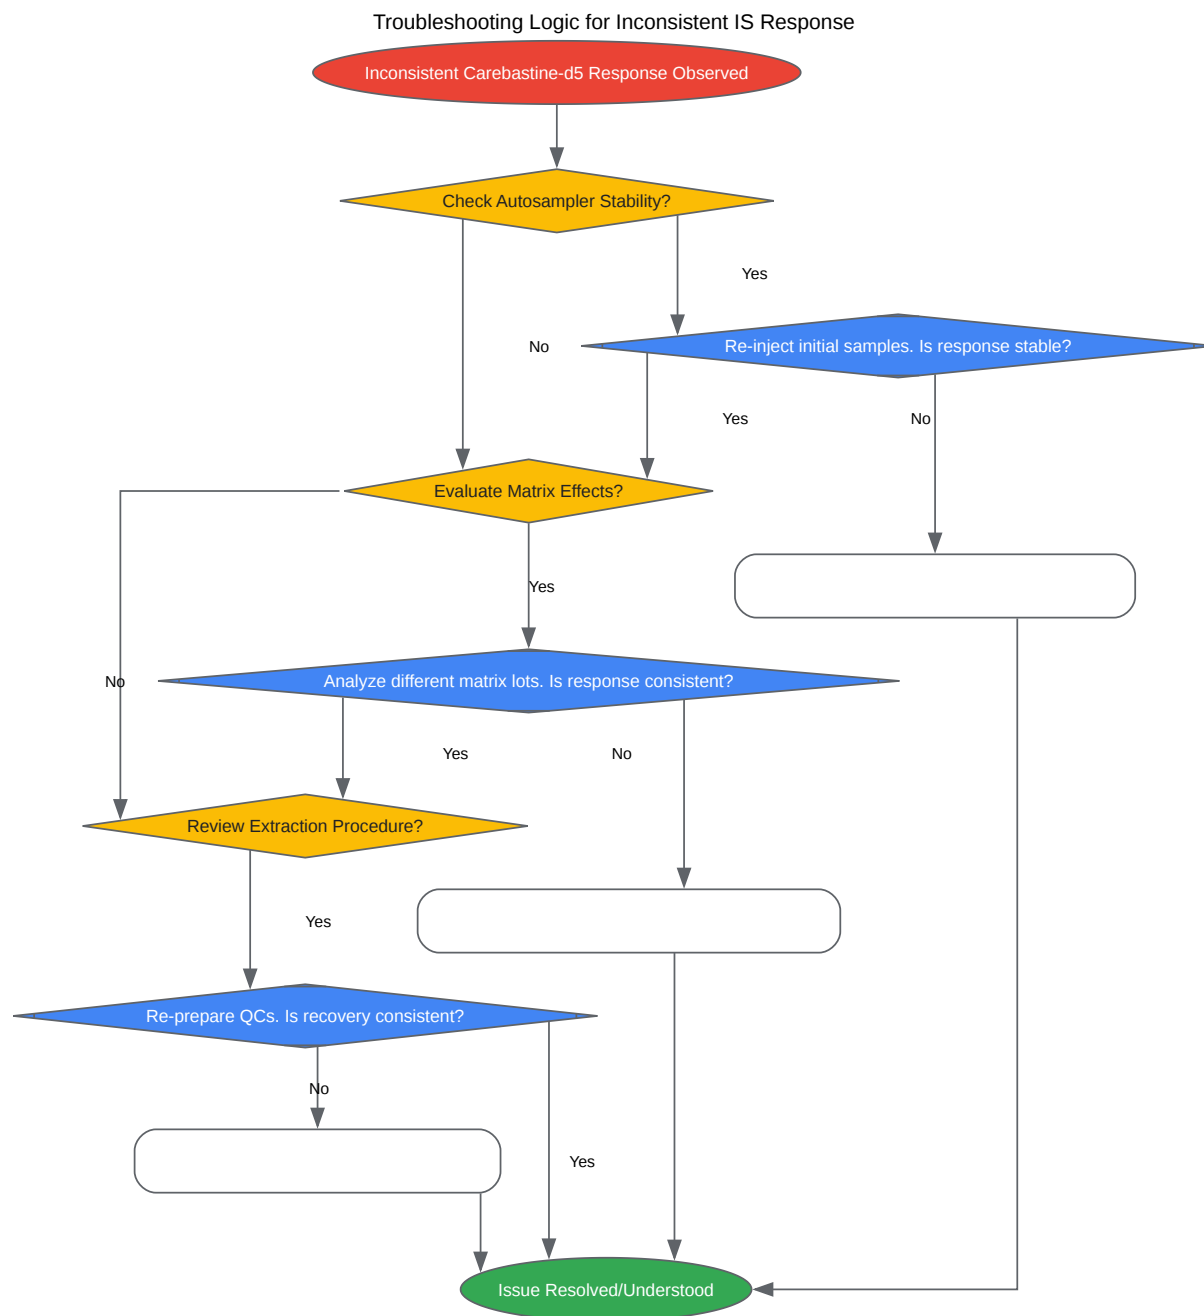 Troubleshooting Logic for Inconsistent IS Response
Inconsistent Carebastine-d5 Response Observed
Check Autosampler Stability?
Yes
No
Re-inject initial samples. Is response stable?
Yes
No
Evaluate Matrix Effects?
Yes
No
Analyze different matrix lots. Is response consistent?
Yes
No
Review Extraction Procedure?
Yes
Re-prepare QCs. Is recovery consistent?
No
Yes
Issue Resolved/Understood